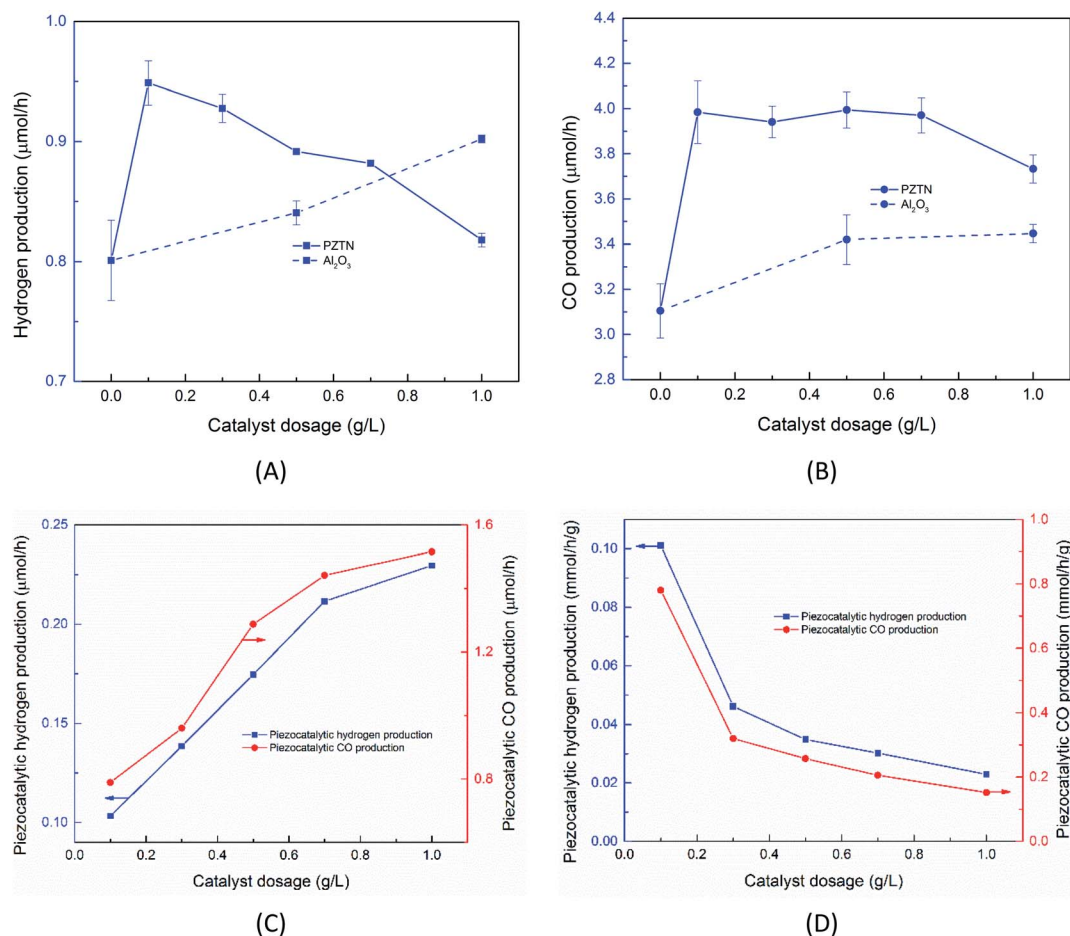 1.0
0.9
0.8
0.7
Hydrogen production (μmol/h)
PZTN
Al₂O₃
0.0 0.2 0.4 0.6 0.8 1.0
Catalyst dosage (g/L)
(A)
4.4
4.2
4.0
3.8
3.6
3.4
3.2
3.0
2.8
CO production (μmol/h)
PZTN
Al₂O₃
0.0 0.2 0.4 0.6 0.8 1.0
Catalyst dosage (g/L)
(B)
0.25
0.20
0.15
0.10
Piezocatalytic hydrogen production (μmol/h)
Piezocatalytic hydrogen production
Piezocatalytic CO production
1.6
1.2
0.8
Piezocatalytic CO production (μmol/h)
0.0 0.2 0.4 0.6 0.8 1.0
Catalyst dosage (g/L)
(C)
0.10
0.08
0.06
0.04
0.02
0.00
Piezocatalytic hydrogen production (mmol/h/g)
Piezocatalytic hydrogen production
Piezocatalytic CO production
1.0
0.8
0.6
0.4
0.2
0.0
Piezocatalytic CO production (mmol/h/g)
0.0 0.2 0.4 0.6 0.8 1.0
Catalyst dosage (g/L)
(D)